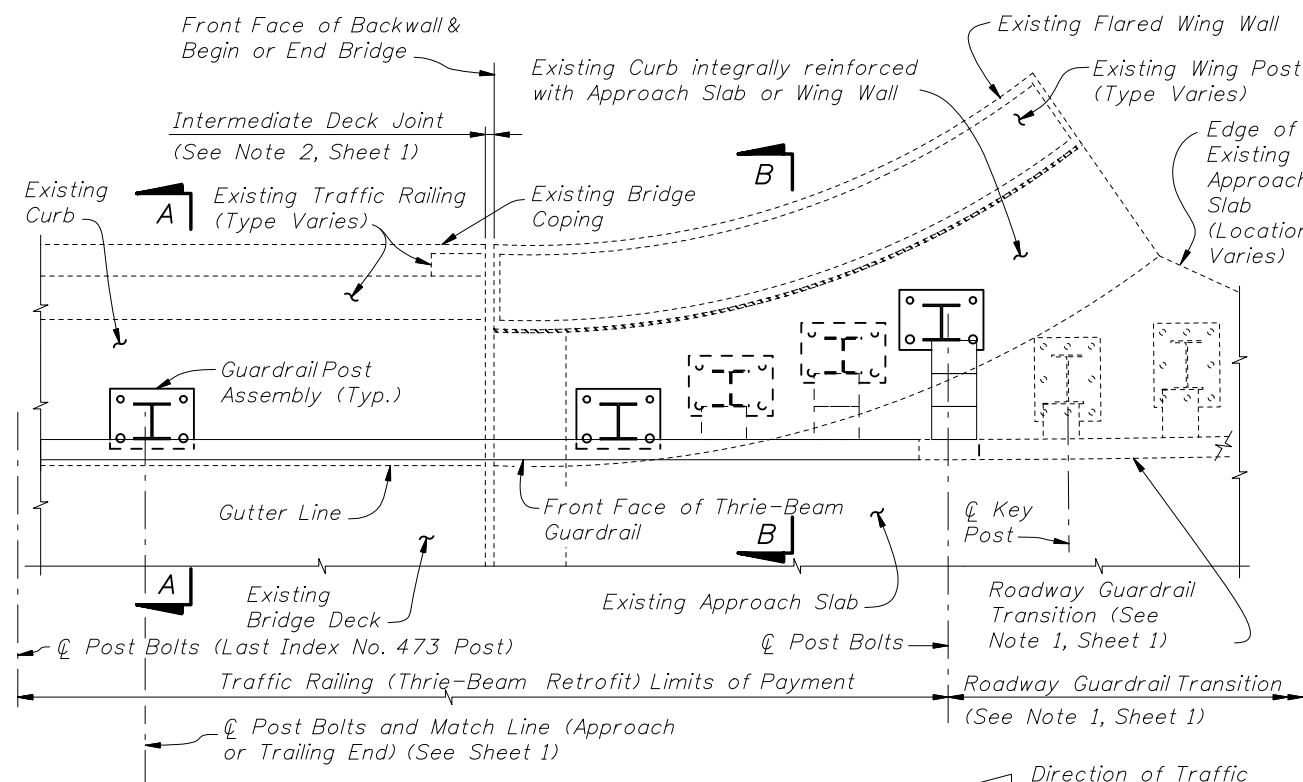 Front Face of Backwall &
Begin or End Bridge
Existing Flared Wing Wall
Existing Curb integrally reinforced
with Approach Slab or Wing Wall
Existing Wing Post
(Type Varies)
Intermediate Deck Joint
(See Note 2, Sheet 1)
Edge of
Existing
Approach
Slab
(Location
Varies)
B
A
Existing
Curb
Existing Traffic Railing
(Type Varies)
Existing Bridge
Coping
Guardrail Post
Assembly (Typ.)
Gutter Line
Front Face of Thrie-Beam
Guardrail
B
℄ Key
Post
A
Existing
Bridge Deck
Existing Approach Slab
Roadway Guardrail
Transition (See
Note 1, Sheet 1)
℄ Post Bolts (Last Index No. 473 Post)
℄ Post Bolts
Traffic Railing (Thrie-Beam Retrofit) Limits of Payment
Roadway Guardrail Transition
(See Note 1, Sheet 1)
℄ Post Bolts and Match Line (Approach
or Trailing End) (See Sheet 1)
Direction of Traffic